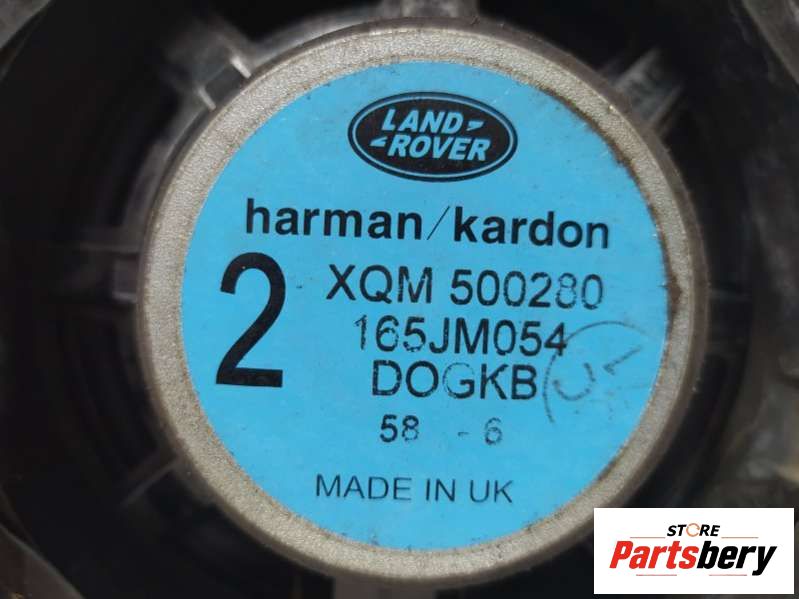 LAND
ROVER
harman/kardon
2
XQM 500280
165JM054
DOGKB
58 - 6
MADE IN UK
STORE
Partsbery